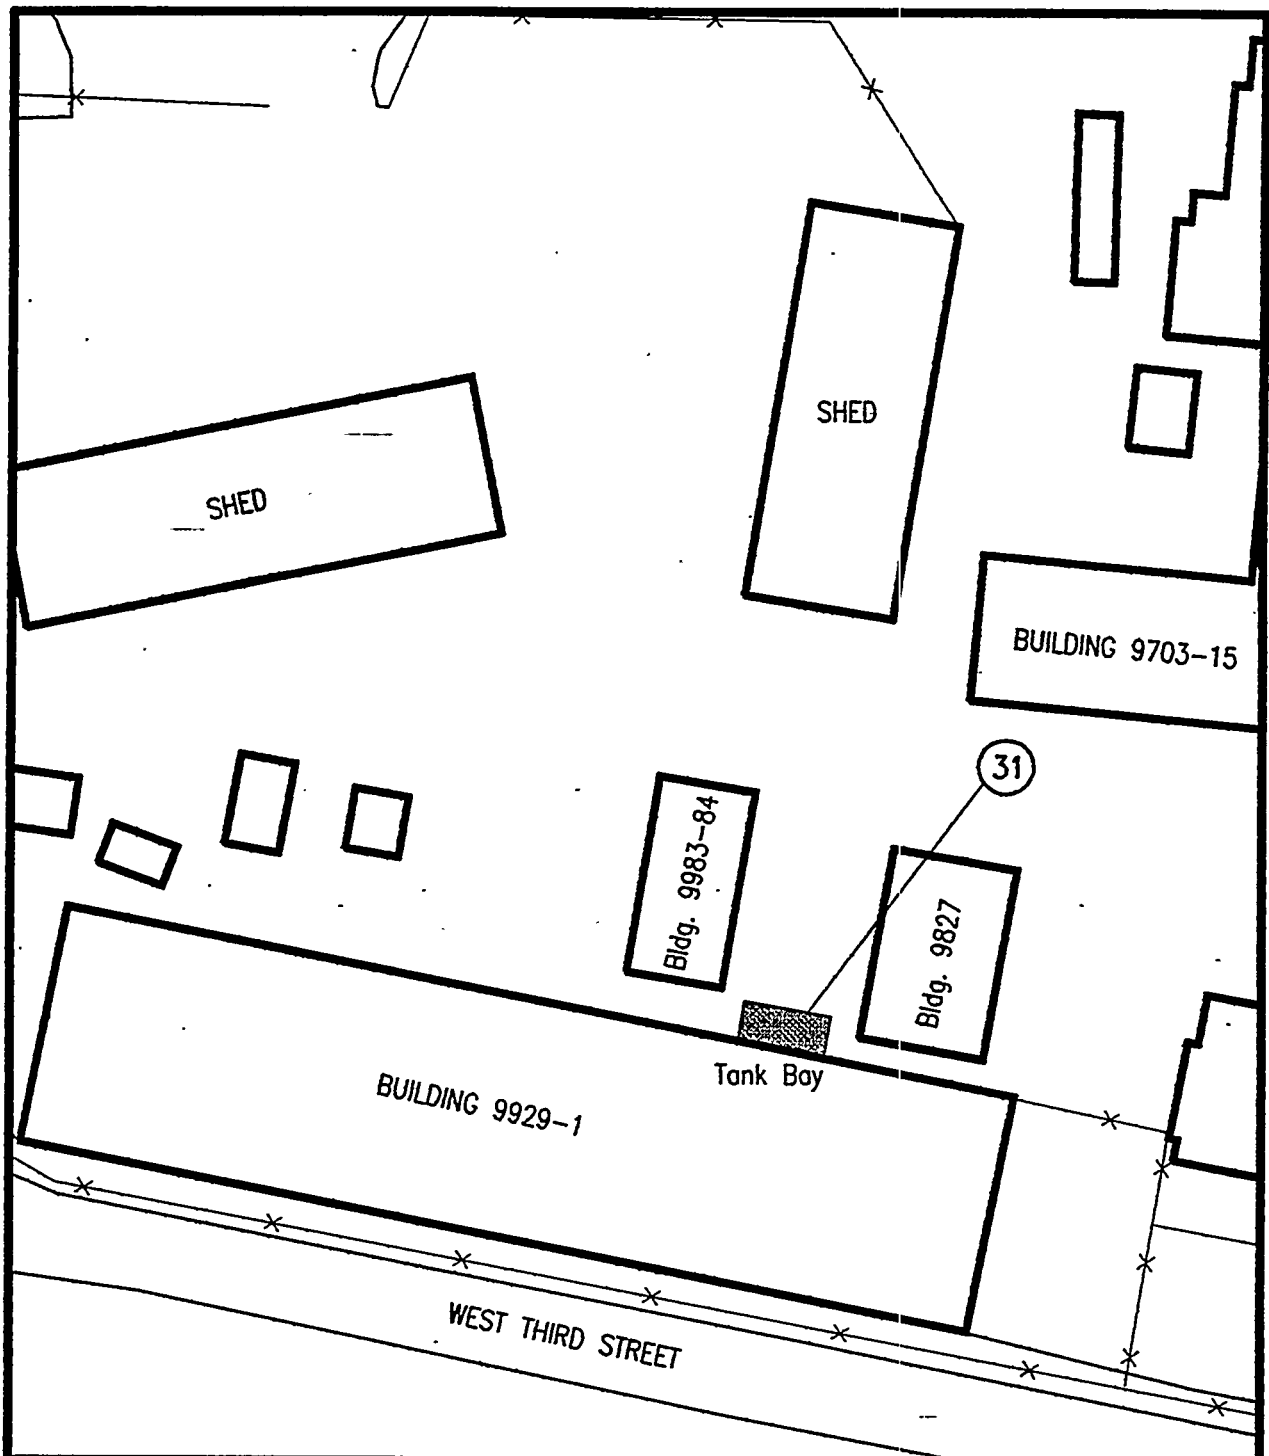 SHED
SHED
BUILDING 9703-15
31
Bldg. 9983-84
Bldg. 9827
Tank Bay
BUILDING 9929-1
WEST THIRD STREET